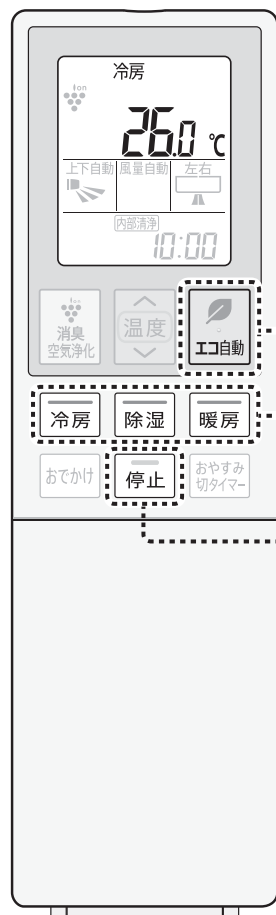 冷房
ion
26.0 ℃
上下自動 風量自動 左右
内部清浄
10:00
ion
消臭
空気浄化
温度
エコ自動
冷房 除湿 暖房
おでかけ 停止 おやすみ
切タイマー